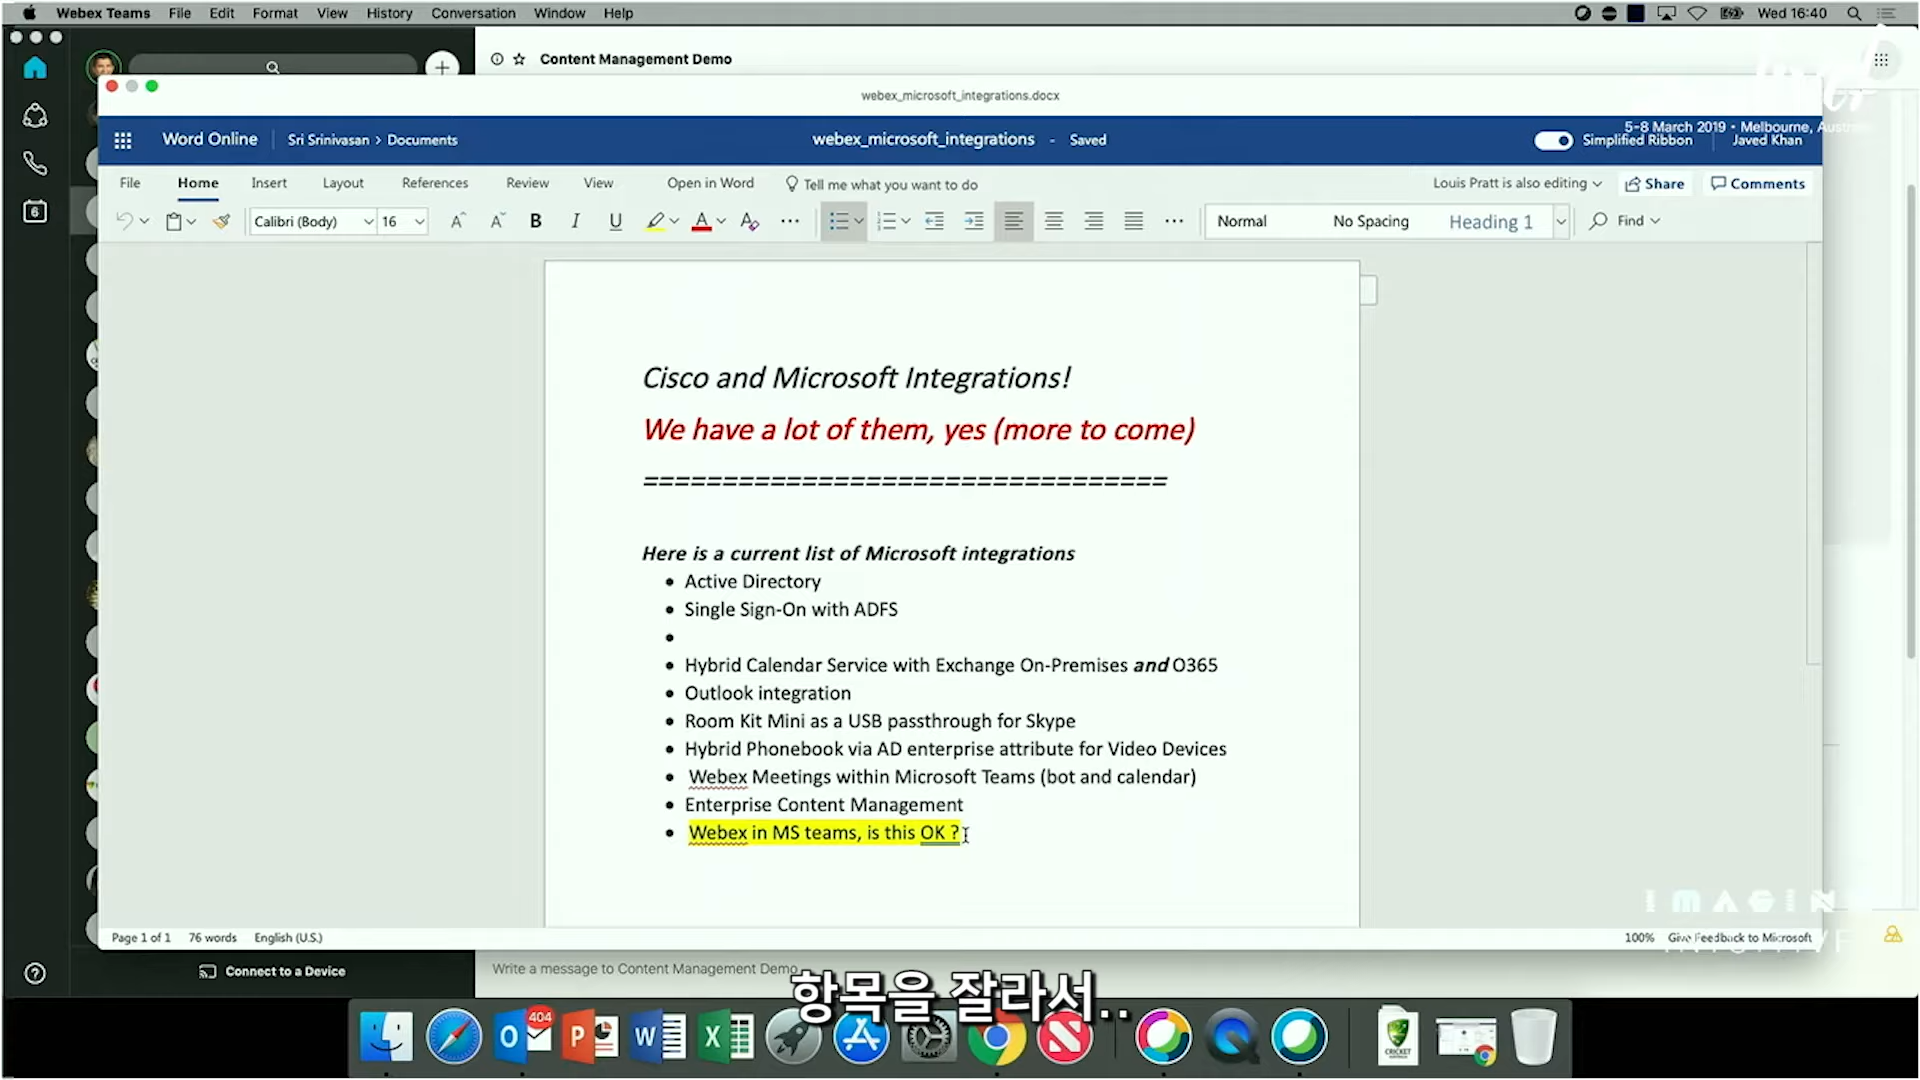 Webex Teams File Edit Format View History Conversation Window Help Wed 16:40
Content Management Demo
webex_microsoft_integrations.docx
5-8 March 2019 • Melbourne,
Word Online Sri Srinivasan > Documents webex_microsoft_integrations - Saved Simplified Ribbon Javed Khan
File Home Insert Layout References Review View Open in Word Tell me what you want to do Louis Pratt is also editing Share Comments
Calibri (Body) 16 B I U A Normal No Spacing Heading 1 Find
Cisco and Microsoft Integrations!
We have a lot of them, yes (more to come)
=================================
Here is a current list of Microsoft integrations
• Active Directory
• Single Sign-On with ADFS
•
• Hybrid Calendar Service with Exchange On-Premises and O365
• Outlook integration
• Room Kit Mini as a USB passthrough for Skype
• Hybrid Phonebook via AD enterprise attribute for Video Devices
• Webex Meetings within Microsoft Teams (bot and calendar)
• Enterprise Content Management
• Webex in MS teams, is this OK ?
Page 1 of 1 76 words English (U.S.) 100% Give Feedback to Microsoft
Connect to a Device Write a message to Content Management Demo
항목을 잘라서..
404
6
CRICKET